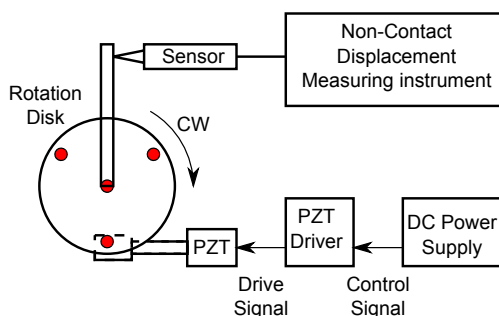 Non-Contact
Displacement
Measuring instrument
Sensor
Rotation
Disk
CW
PZT
PZT
Driver
DC Power
Supply
Drive
Signal
Control
Signal